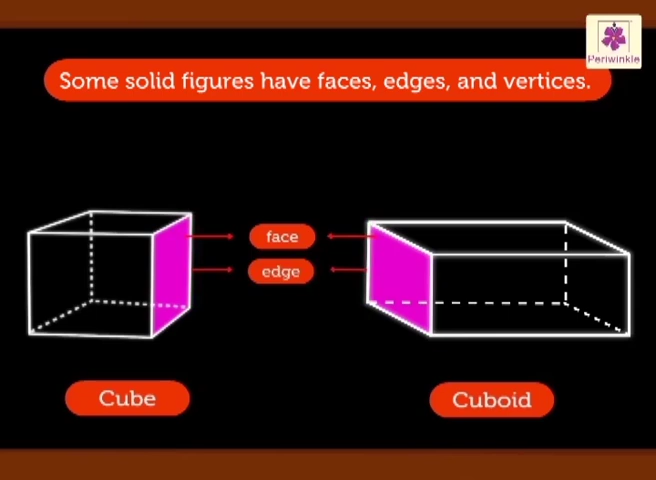 Periwinkle
Some solid figures have faces, edges, and vertices.
face
edge
Cube
Cuboid